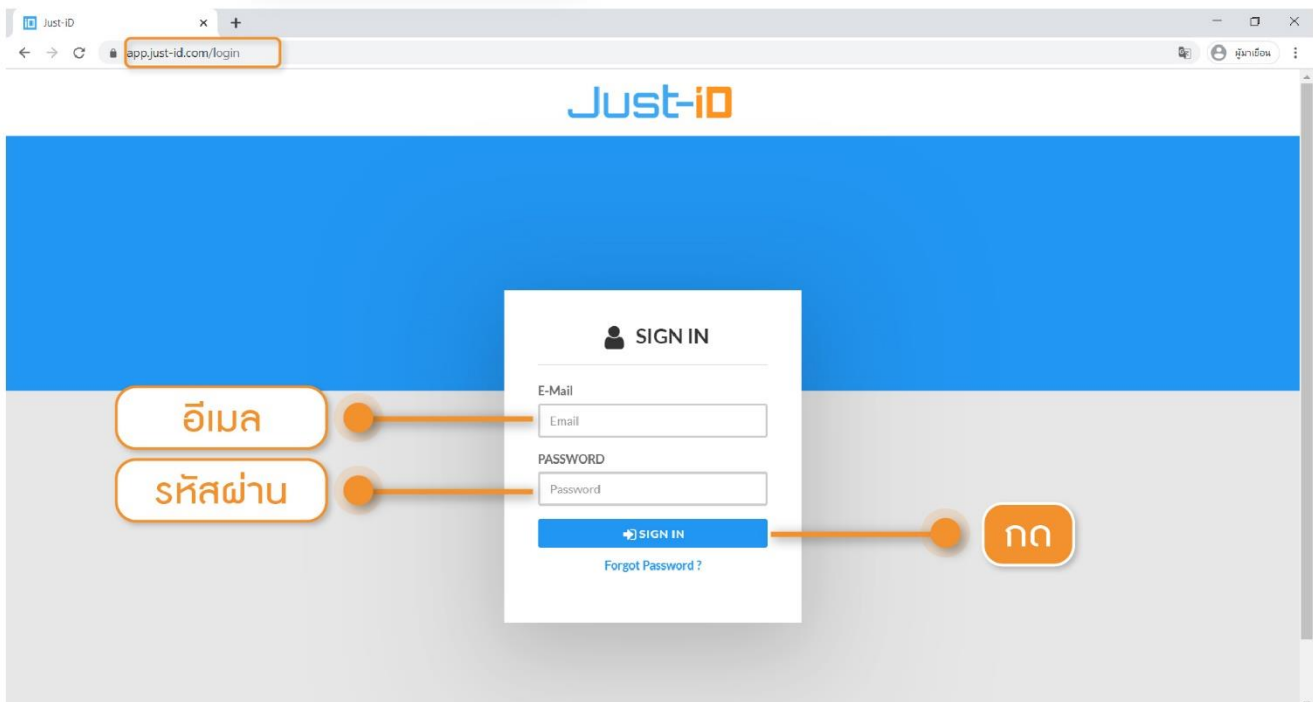 Just-iD
app.just-id.com/login
ผู้มาเยือน
Just-iD
SIGN IN
E-Mail
อีเมล
Email
PASSWORD
รหัสผ่าน
Password
SIGN IN
กด
Forgot Password ?